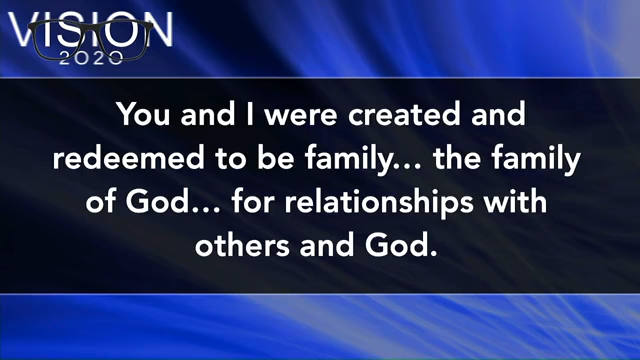 VISION
2020
You and I were created and
redeemed to be family... the family
of God... for relationships with
others and God.